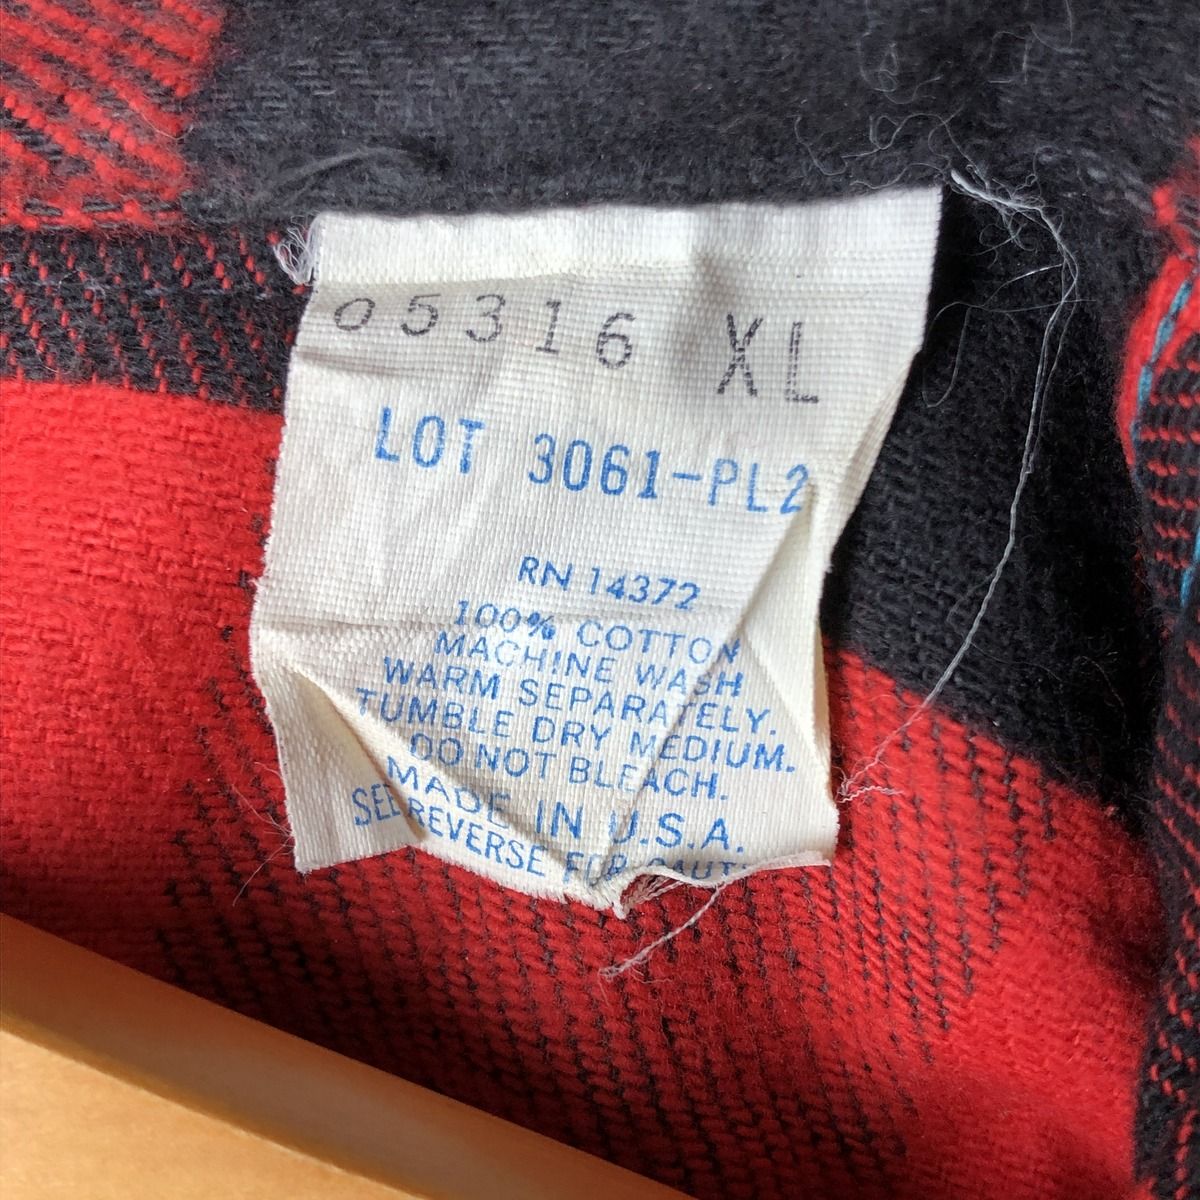 05316 XL
LOT 3061-PL2
RN 14372
100% COTTON
MACHINE WASH
WARM SEPARATELY.
TUMBLE DRY MEDIUM.
DO NOT BLEACH.
MADE IN U.S.A.
SEE REVERSE FOR